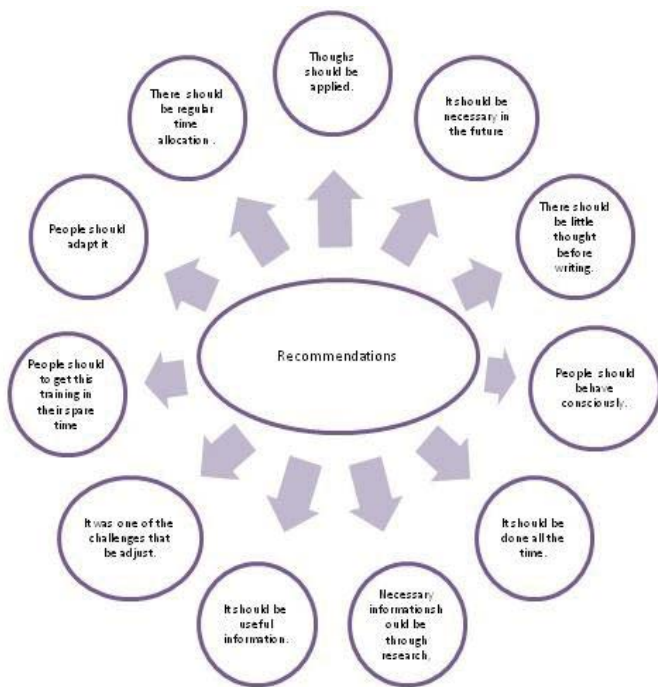 Thoughs
should be
applied.
It should be
necessary in
the future
There should
be little
thought
before
writing.
People should
behave
consciously.
It should be
done all the
time.
Necessary
informationsh
ould be
through
research,
It should be
useful
information.
It was one of the
challenges that
be adjust.
People should
to get this
training in
their spare
time
People should
adapt it
There should
be regular
time
allocation .
Recommendations